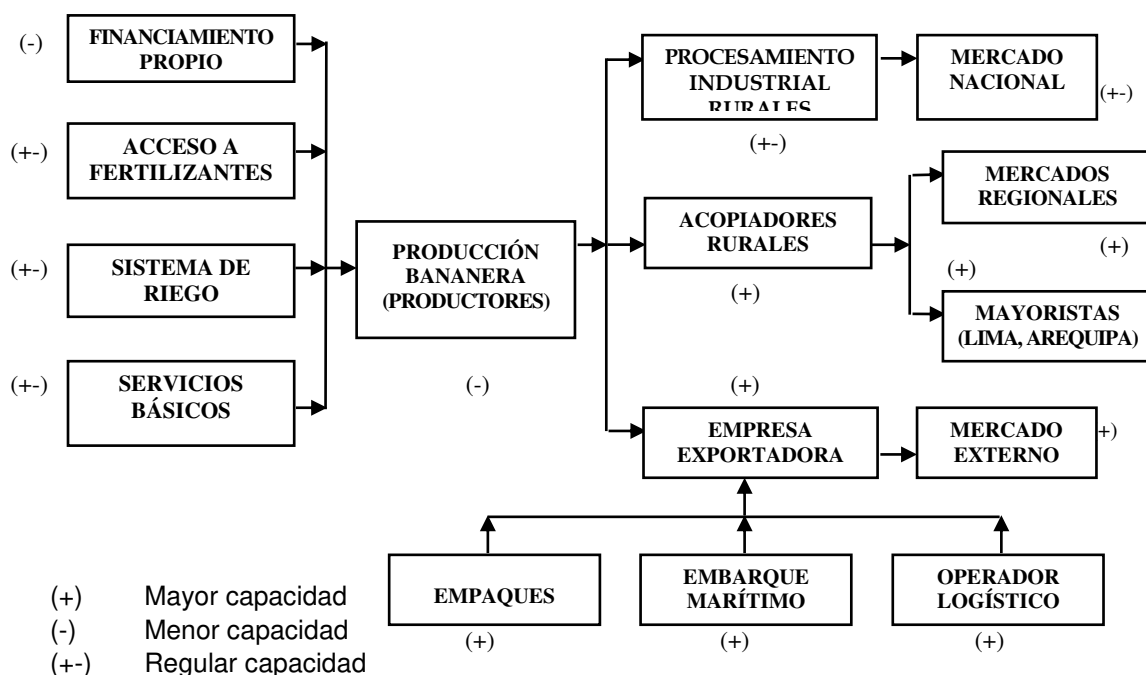 (-)
FINANCIAMIENTO
PROPIO
(+-)
ACCESO A
FERTILIZANTES
(+-)
SISTEMA DE
RIEGO
(+-)
SERVICIOS
BÁSICOS
PRODUCCIÓN
BANANERA
(PRODUCTORES)
(-)
PROCESAMIENTO
INDUSTRIAL
RURALES
(+-)
MERCADO
NACIONAL
(+-)
ACOPIADORES
RURALES
(+)
MERCADOS
REGIONALES
(+)
(+)
MAYORISTAS
(LIMA, AREQUIPA)
(+)
EMPRESA
EXPORTADORA
MERCADO
EXTERNO
+)
EMPAQUES
(+)
EMBARQUE
MARÍTIMO
(+)
OPERADOR
LOGÍSTICO
(+)
(+) Mayor capacidad
(-) Menor capacidad
(+-) Regular capacidad